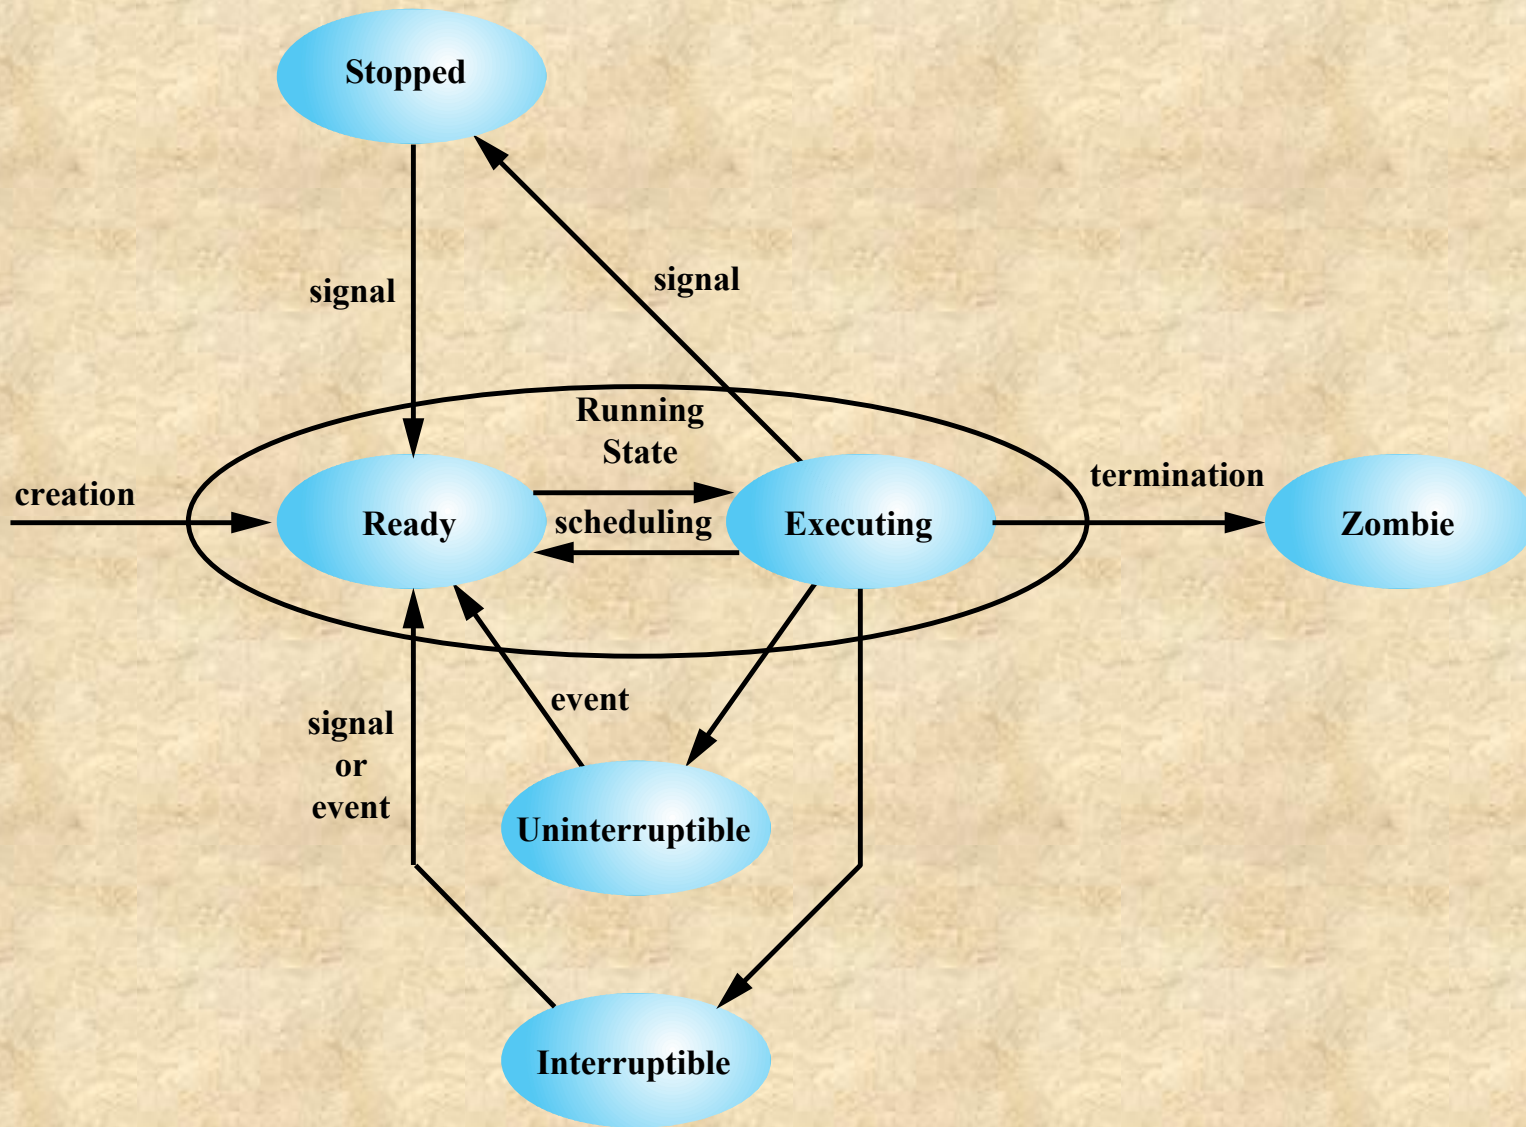 Stopped
signal
signal
Running
State
creation
termination
Ready
scheduling
Executing
Zombie
event
signal
or
event
Uninterruptible
Interruptible